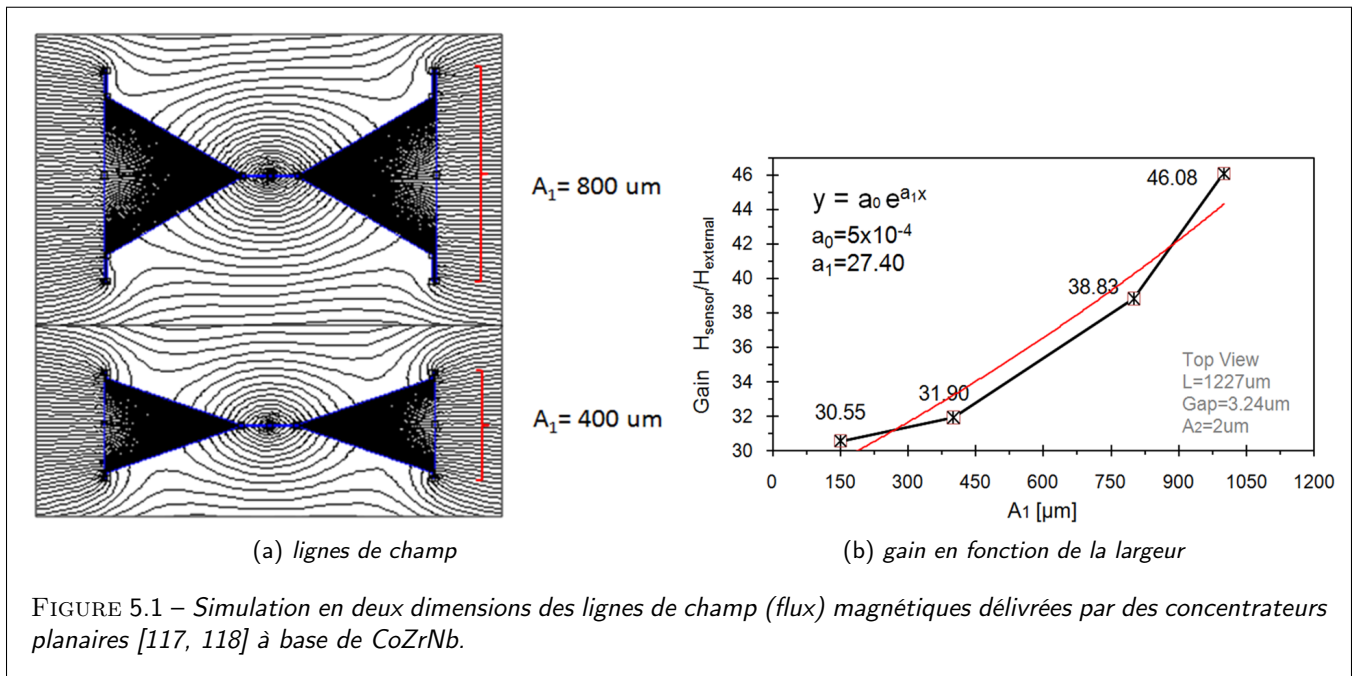 A₁= 800 um
A₁= 400 um
(a) lignes de champ
Gain H_sensor/H_external
46
44
42
40
38
36
34
32
30
y = a₀ e^a₁x
a₀=5x10⁻⁴
a₁=27.40
46.08
38.83
31.90
30.55
Top View
L=1227um
Gap=3.24um
A₂=2um
0 150 300 450 600 750 900 1050 1200
A₁ [µm]
(b) gain en fonction de la largeur
FIGURE 5.1 – Simulation en deux dimensions des lignes de champ (flux) magnétiques délivrées par des concentrateurs
planaires [117, 118] à base de CoZrNb.